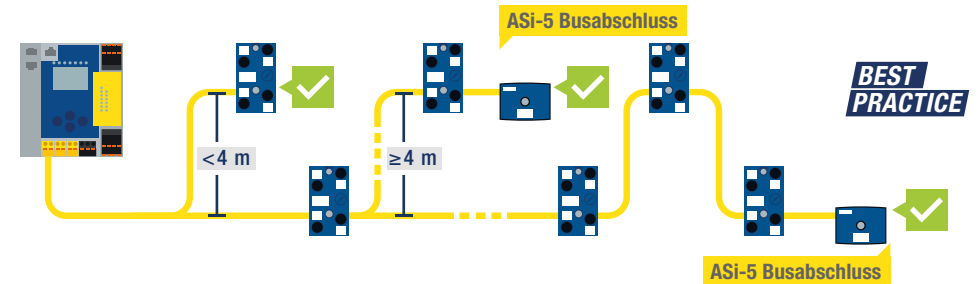 ASi-5 Busabschluss
BEST
PRACTICE
<4 m
≥4 m
ASi-5 Busabschluss